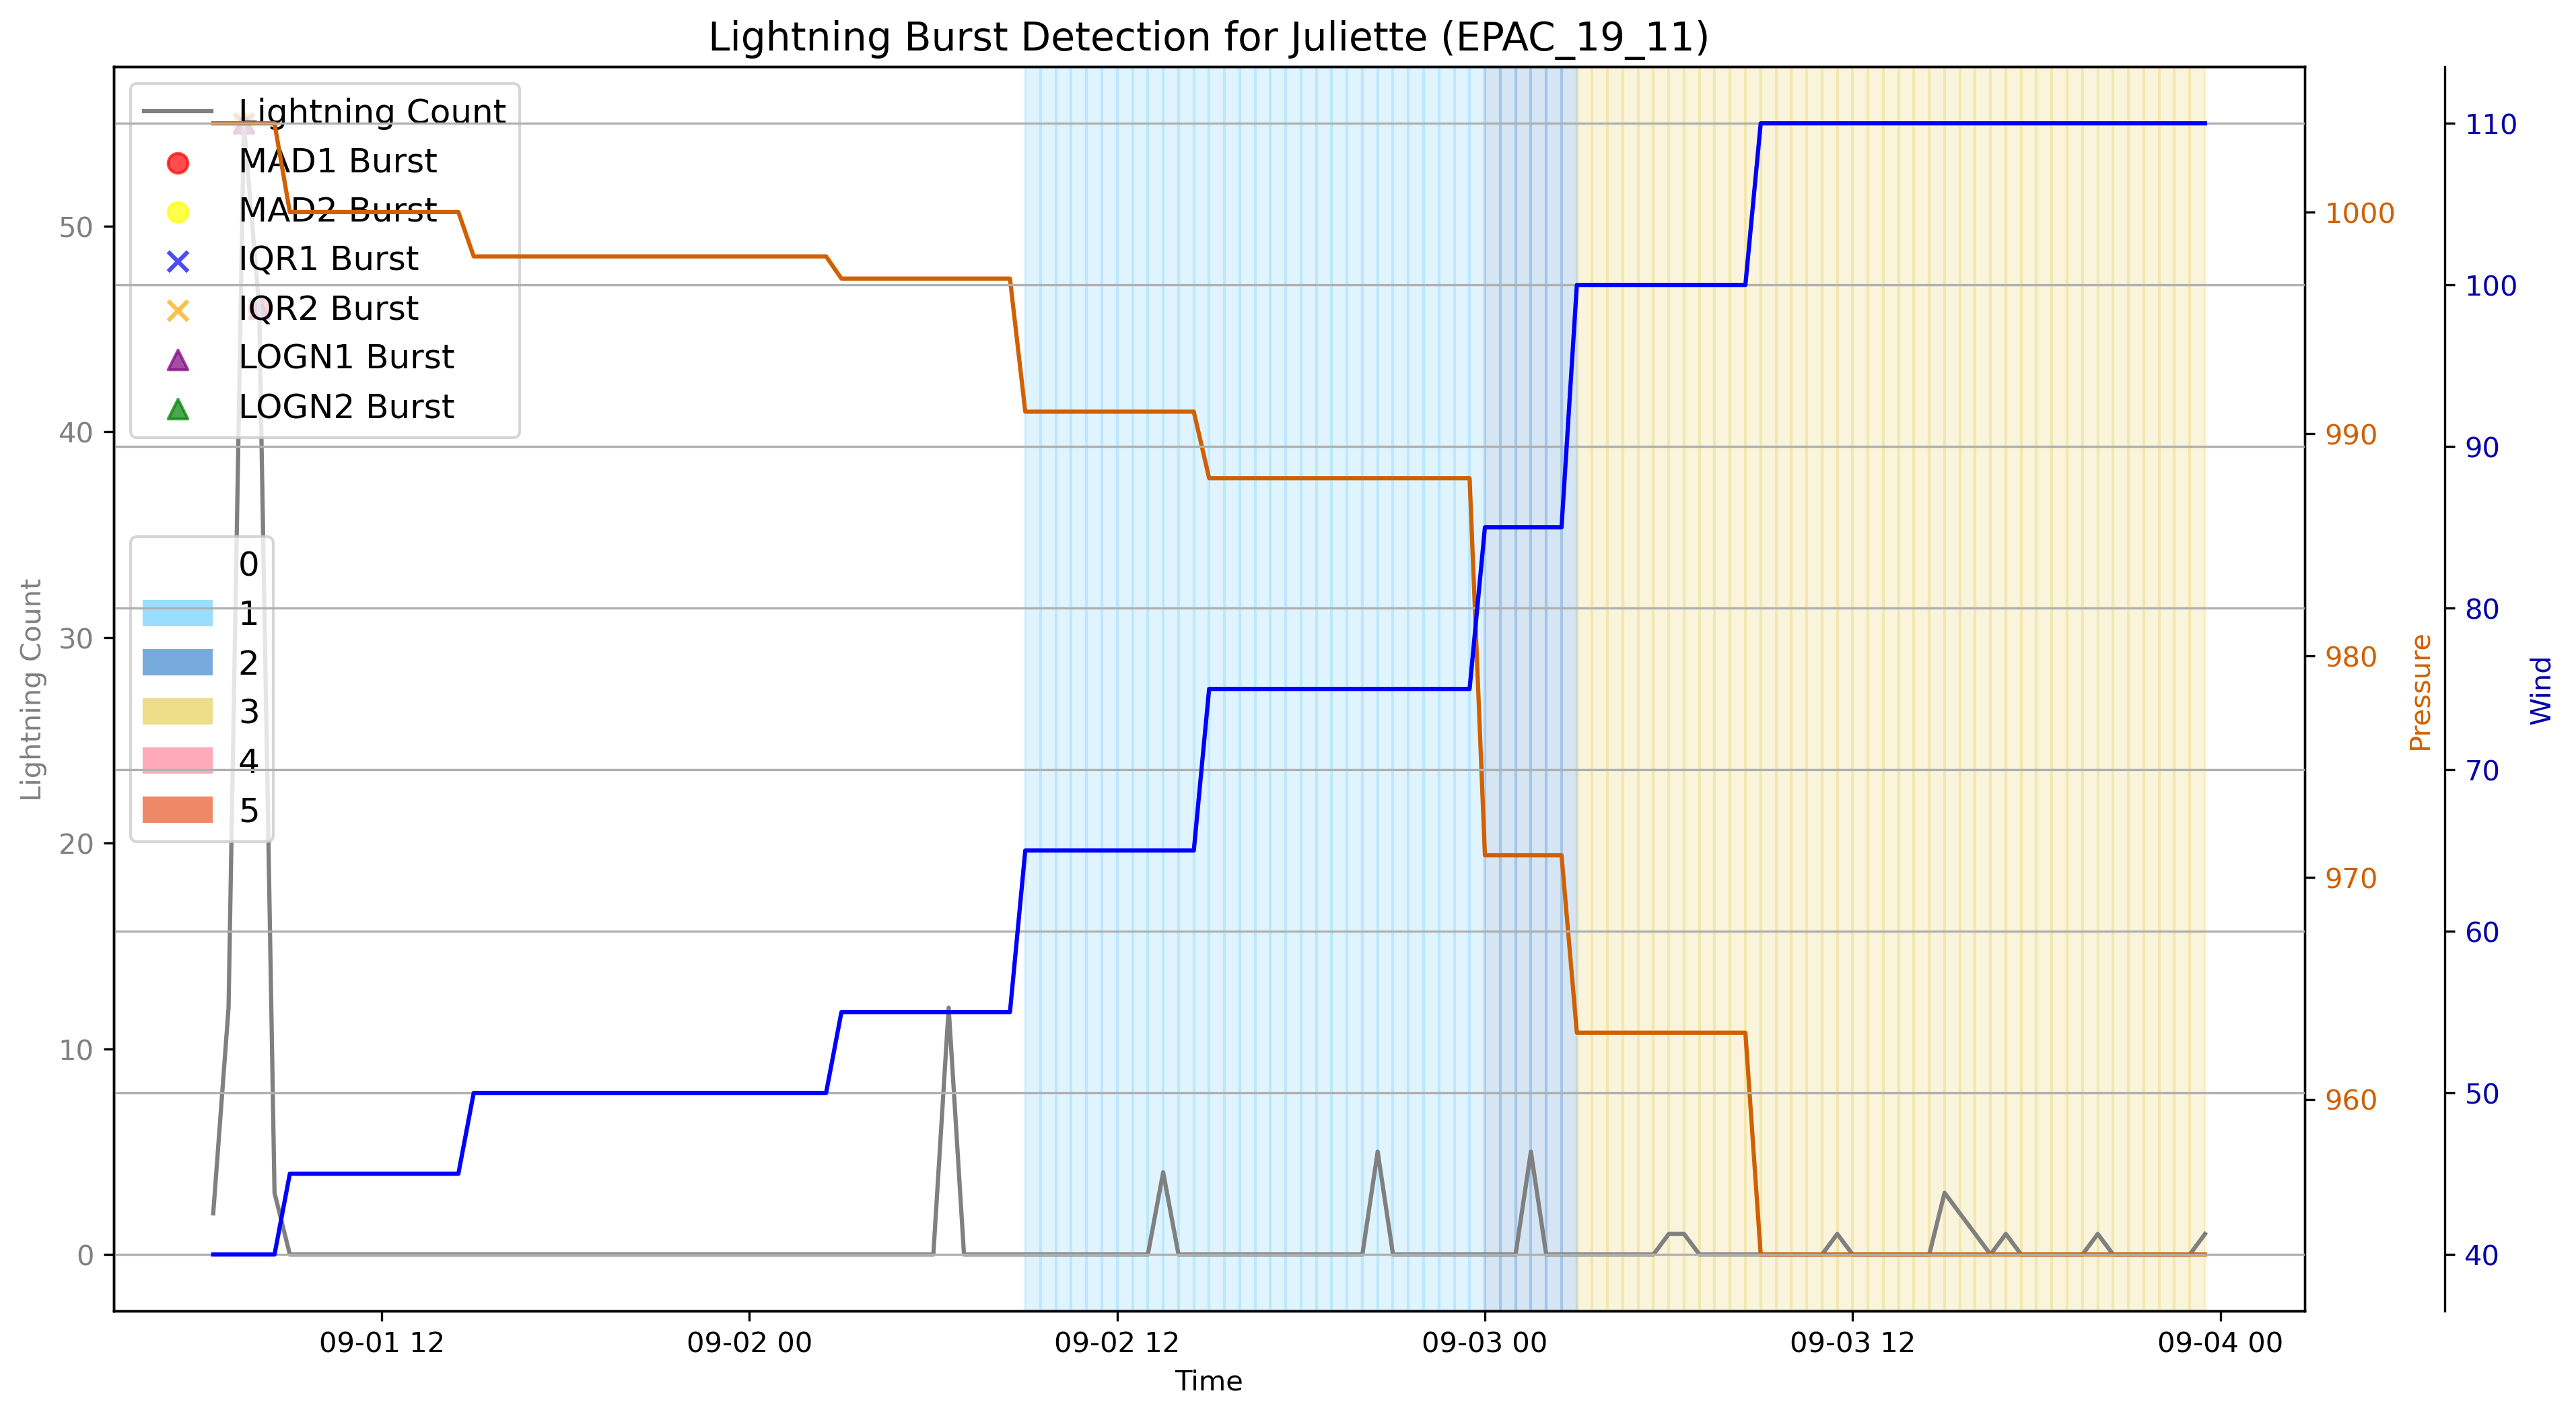 Lightning Burst Detection for Juliette (EPAC_19_11)
Lightning Count
MAD1 Burst
MAD2 Burst
IQR1 Burst
IQR2 Burst
LOGN1 Burst
LOGN2 Burst
0
1
2
3
4
5
Lightning Count
50
40
30
20
10
0
1000
990
980
970
960
Pressure
110
100
90
80
70
60
50
40
Wind
09-01 12
09-02 00
09-02 12
09-03 00
09-03 12
09-04 00
Time